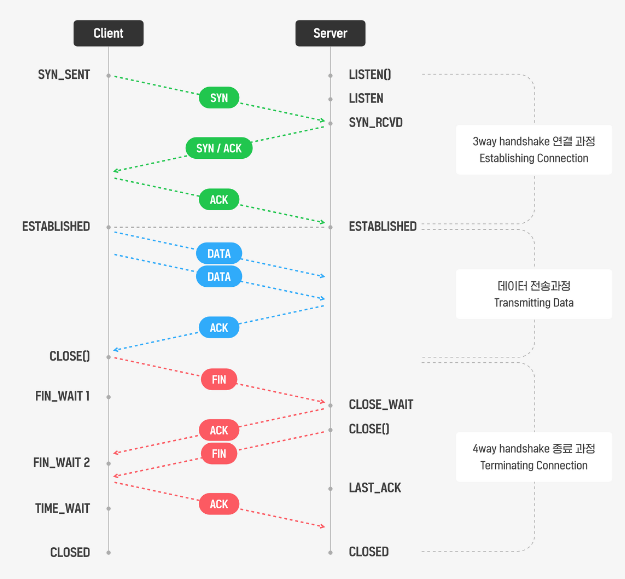 Client
Server
SYN_SENT
LISTEN()
SYN
LISTEN
SYN_RCVD
3way handshake 연결 과정
Establishing Connection
SYN / ACK
ACK
ESTABLISHED
ESTABLISHED
DATA
DATA
데이터 전송과정
Transmitting Data
ACK
CLOSE()
FIN
FIN_WAIT 1
CLOSE_WAIT
ACK
CLOSE()
FIN
4way handshake 종료 과정
Terminating Connection
FIN_WAIT 2
LAST_ACK
ACK
TIME_WAIT
CLOSED
CLOSED